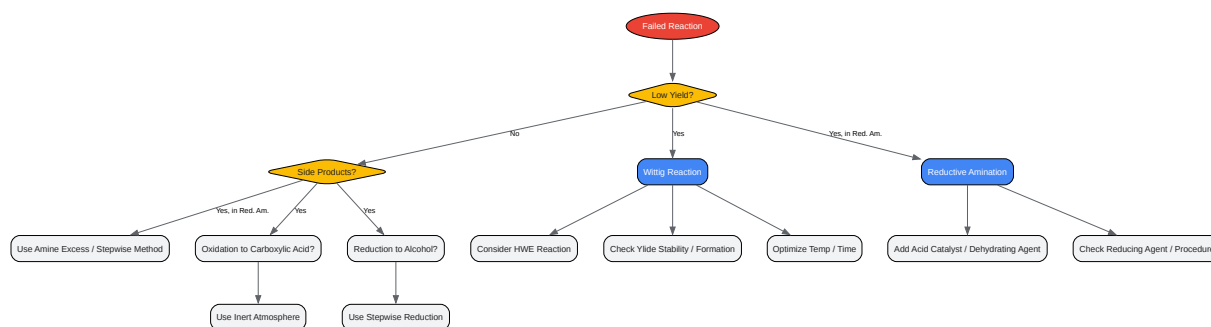 Failed Reaction
Low Yield?
No
Yes
Yes, in Red. Am.
Side Products?
Wittig Reaction
Reductive Amination
Yes, in Red. Am.
Yes
Yes
Use Amine Excess / Stepwise Method
Oxidation to Carboxylic Acid?
Reduction to Alcohol?
Consider HWE Reaction
Check Ylide Stability / Formation
Optimize Temp / Time
Add Acid Catalyst / Dehydrating Agent
Check Reducing Agent / Procedure
Use Inert Atmosphere
Use Stepwise Reduction